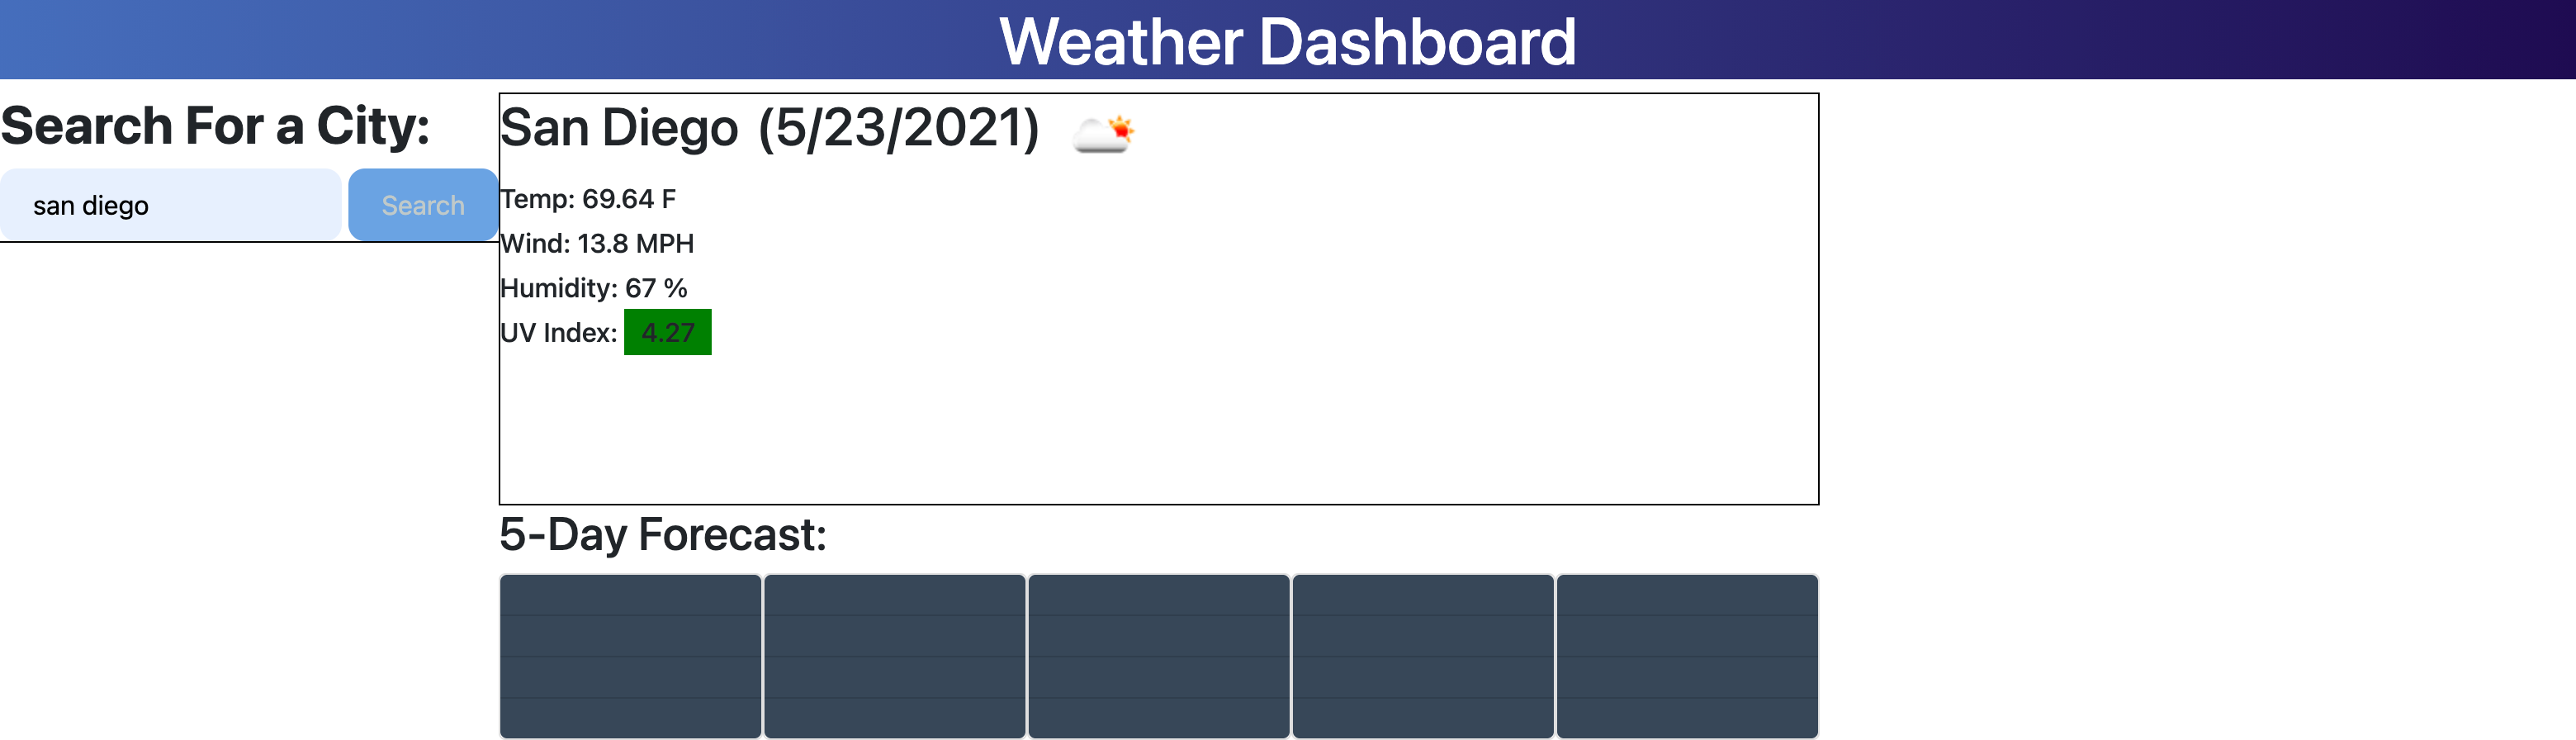 Weather Dashboard
Search For a City:
san diego
Search
San Diego (5/23/2021)
Temp: 69.64 F
Wind: 13.8 MPH
Humidity: 67 %
UV Index: 4.27
5-Day Forecast: